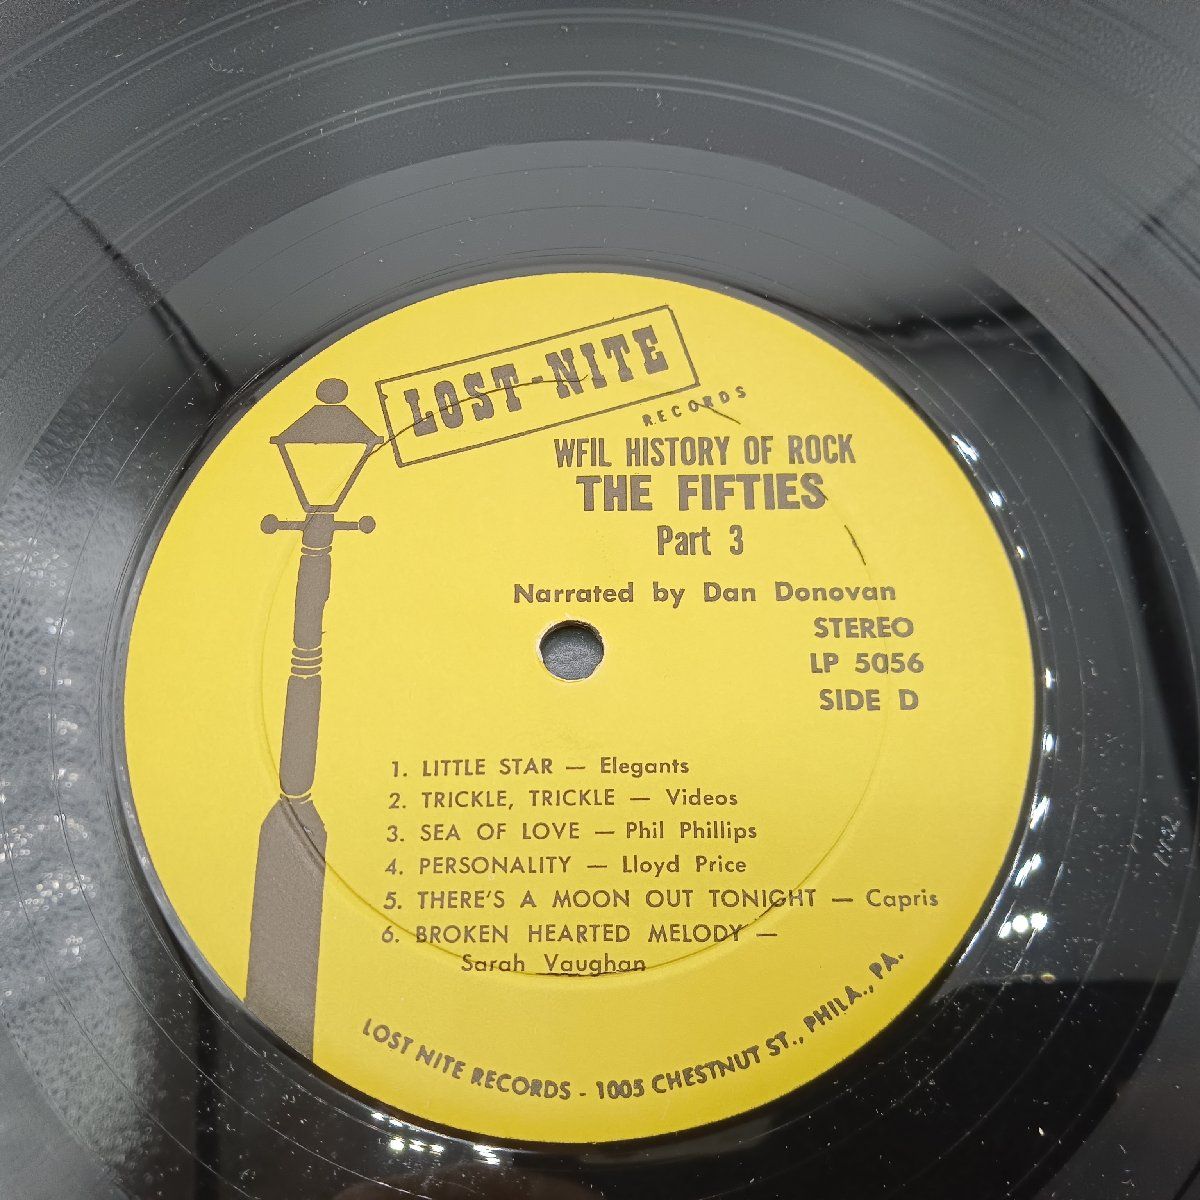 LOST-NITE
RECORDS
WFIL HISTORY OF ROCK
THE FIFTIES
Part 3
Narrated by Dan Donovan
STEREO
LP 5056
SIDE D
1. LITTLE STAR — Elegants
2. TRICKLE, TRICKLE — Videos
3. SEA OF LOVE — Phil Phillips
4. PERSONALITY — Lloyd Price
5. THERE'S A MOON OUT TONIGHT — Capris
6. BROKEN HEARTED MELODY —
Sarah Vaughan
LOST NITE RECORDS - 1005 CHESTNUT ST., PHILA., PA.